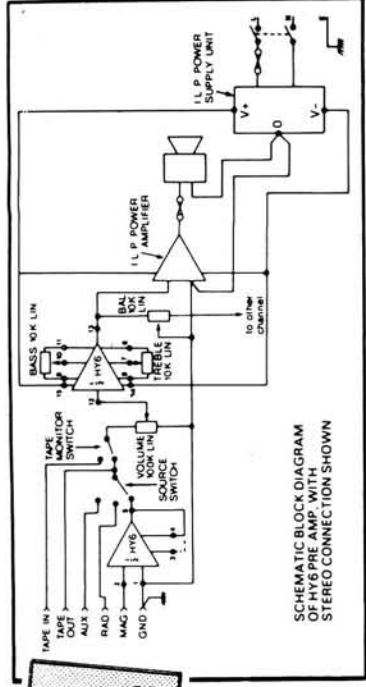 TAPE IN
TAPE
OUT
AUX
RAD
MAG
GND
TAPE
MONITOR
SWITCH
SOURCE
SWITCH
VOLUME
100K LIN
HY6
BASS 10K LIN
HY6
TREBLE
10K LIN
BAL
10K
LIN
to other
channel
I L P POWER
AMPLIFIER
I L P POWER
SUPPLY UNIT
V+
O
V-
L
N
E
SCHEMATIC BLOCK DIAGRAM
OF HY6 PRE AMP, WITH
STEREO CONNECTION SHOWN